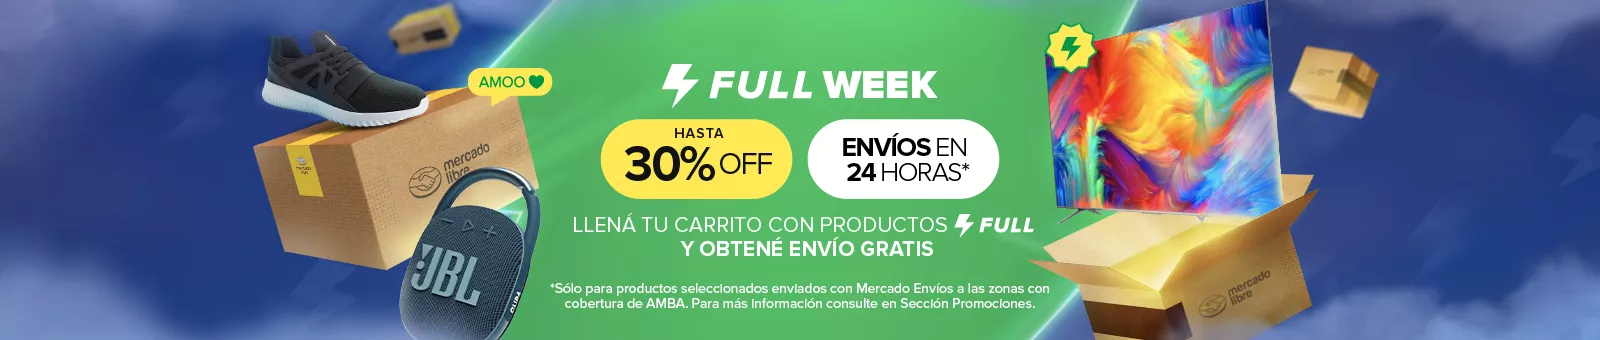 AMOO
mercado
libre
JBL
FULL WEEK
HASTA
30% OFF
ENVÍOS EN
24 HORAS*
LLENÁ TU CARRITO CON PRODUCTOS FULL
Y OBTENÉ ENVÍO GRATIS
*Sólo para productos seleccionados enviados con Mercado Envíos a las zonas con
cobertura de AMBA. Para más información consulte en Sección Promociones.
mercado
libre